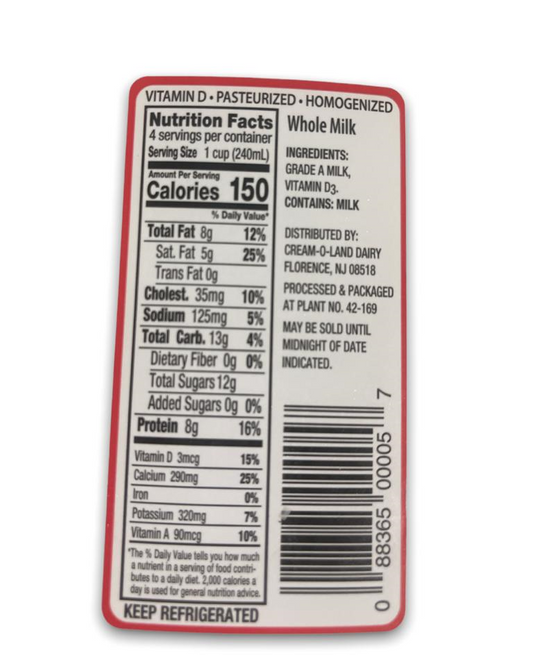 VITAMIN D • PASTEURIZED • HOMOGENIZED
Nutrition Facts
4 servings per container
Serving Size 1 cup (240mL)
Amount Per Serving
Calories 150
% Daily Value*
Total Fat 8g 12%
Sat. Fat 5g 25%
Trans Fat 0g
Cholest. 35mg 10%
Sodium 125mg 5%
Total Carb. 13g 4%
Dietary Fiber 0g 0%
Total Sugars 12g
Added Sugars 0g 0%
Protein 8g 16%
Vitamin D 3mcg 15%
Calcium 290mg 25%
Iron 0%
Potassium 320mg 7%
Vitamin A 90mcg 10%
*The % Daily Value tells you how much
a nutrient in a serving of food contri-
butes to a daily diet. 2,000 calories a
day is used for general nutrition advice.
KEEP REFRIGERATED
Whole Milk
INGREDIENTS:
GRADE A MILK,
VITAMIN D3.
CONTAINS: MILK
DISTRIBUTED BY:
CREAM-O-LAND DAIRY
FLORENCE, NJ 08518
PROCESSED & PACKAGED
AT PLANT NO. 42-169
MAY BE SOLD UNTIL
MIDNIGHT OF DATE
INDICATED.
0 88365 00005 7